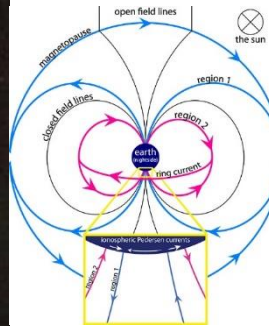 open field lines
the sun
magnetopause
region 1
closed field lines
region 2
earth
(nightside)
ring current
Ionospheric Pedersen currents
region 2
region 1